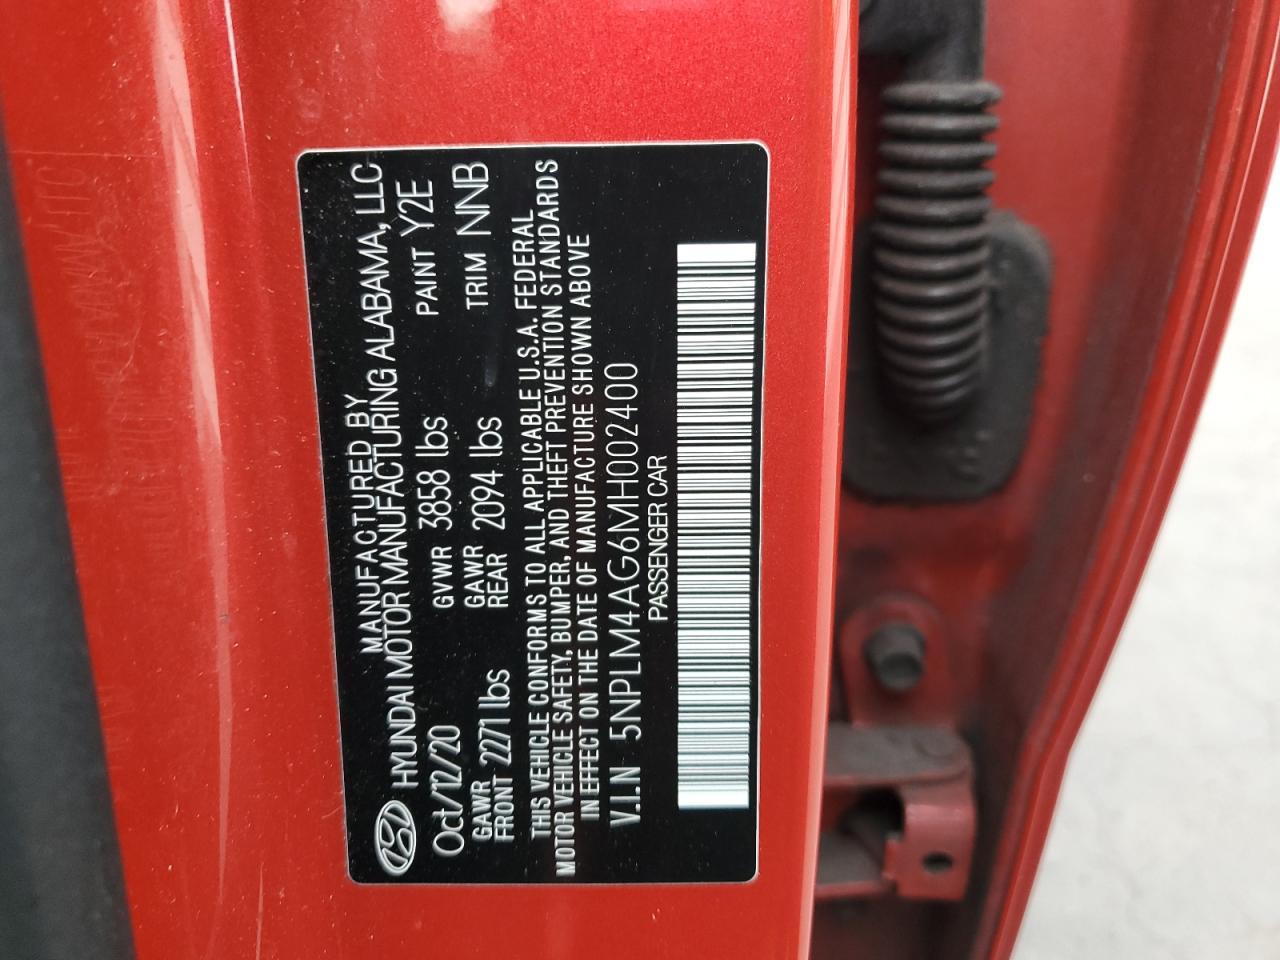 MANUFACTURED BY
HYUNDAI MOTOR MANUFACTURING ALABAMA, LLC
Oct/12/20 GVWR 3858 lbs PAINT Y2E
GAWR FRONT 2271 lbs GAWR REAR 2094 lbs TRIM NNB
THIS VEHICLE CONFORMS TO ALL APPLICABLE U.S.A. FEDERAL
MOTOR VEHICLE SAFETY, BUMPER, AND THEFT PREVENTION STANDARDS
IN EFFECT ON THE DATE OF MANUFACTURE SHOWN ABOVE
V.I.N 5NPLM4AG6MH002400
PASSENGER CAR